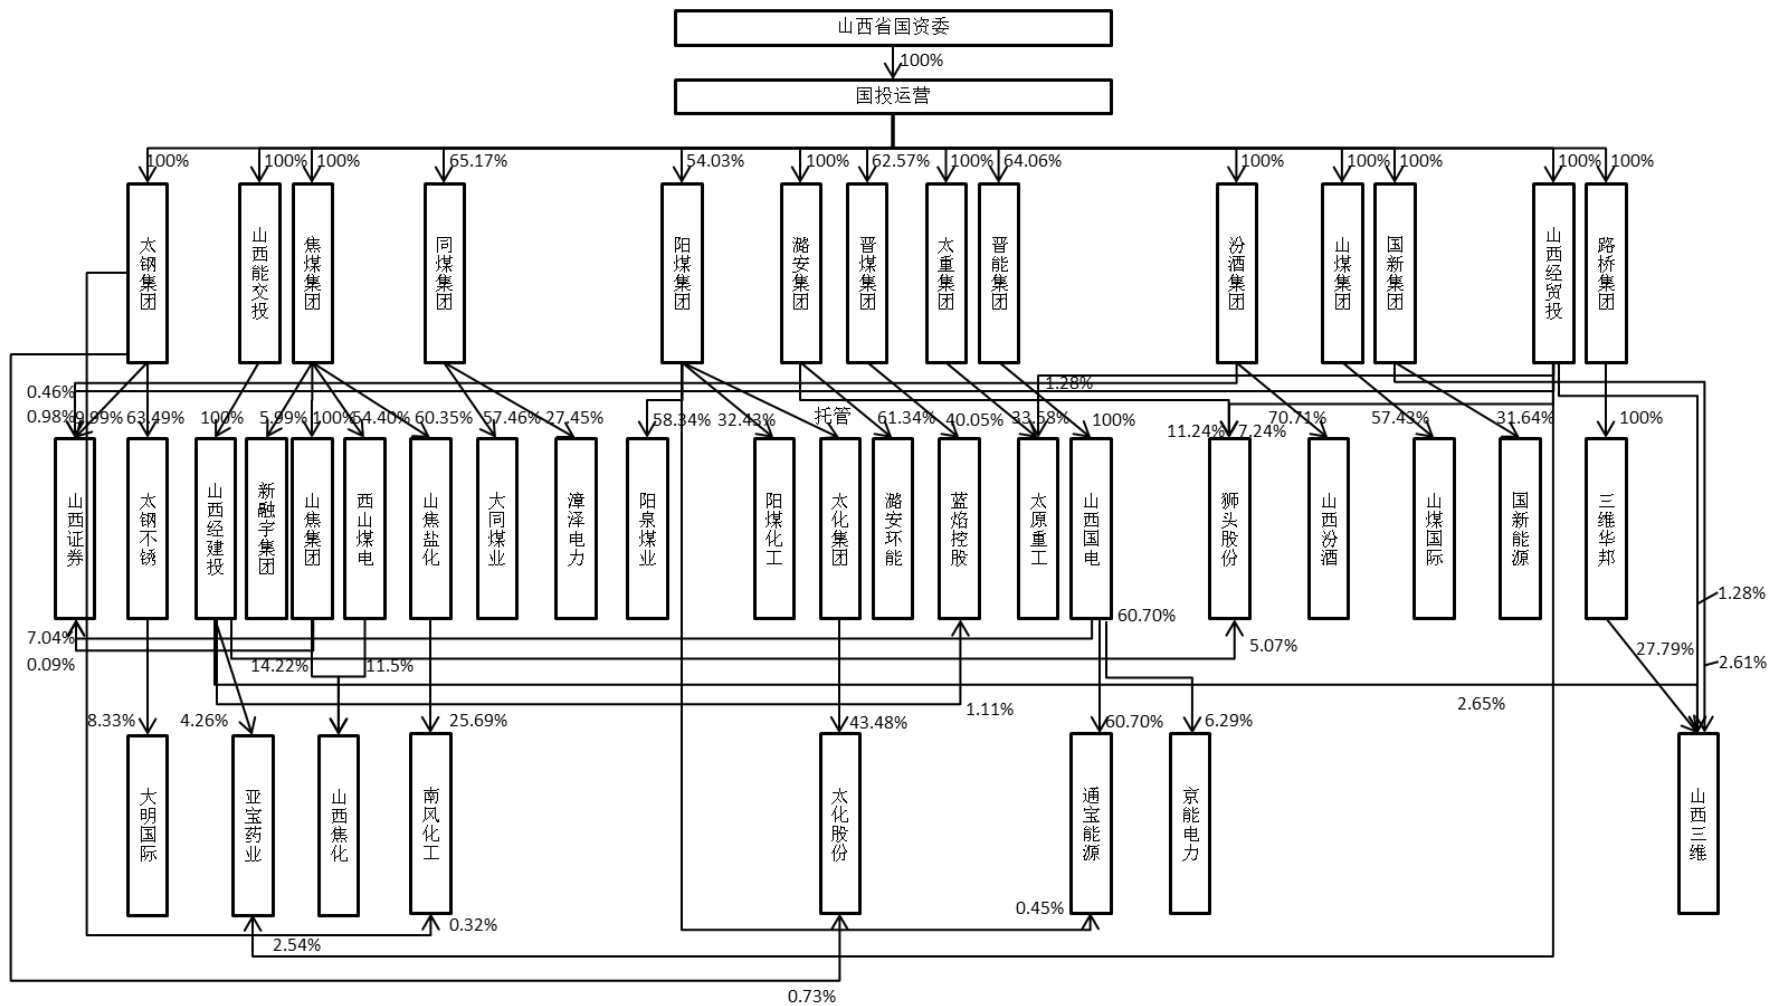 山西省国资委
100%
国投运营
100%
100%
100%
65.17%
54.03%
100%
62.57%
100%
64.06%
100%
100%
100%
100%
100%
太钢集团
山西能交投
焦煤集团
同煤集团
阳煤集团
潞安集团
晋煤集团
太重集团
晋能集团
汾酒集团
山煤集团
国新集团
山西经贸投
路桥集团
0.46%
1.28%
0.98%
9.99%
63.49%
100%
5.99%
100%
54.40%
60.35%
57.46%
27.45%
58.34%
32.43%
托管
61.34%
40.05%
33.58%
100%
11.24%
7.24%
70.71%
57.43%
31.64%
100%
山西证券
太钢不锈
山西经建投
新融宇集团
山焦集团
西山煤电
山焦盐化
大同煤业
漳泽电力
阳泉煤业
阳煤化工
太化集团
潞安环能
蓝焰控股
太原重工
山西国电
狮头股份
山西汾酒
山煤国际
国新能源
三维华邦
1.28%
60.70%
7.04%
0.09%
14.22%
11.5%
5.07%
27.79%
2.61%
2.65%
1.11%
8.33%
4.26%
25.69%
43.48%
60.70%
6.29%
大明国际
亚宝药业
山西焦化
南风化工
太化股份
通宝能源
京能电力
山西三维
0.45%
0.32%
2.54%
0.73%